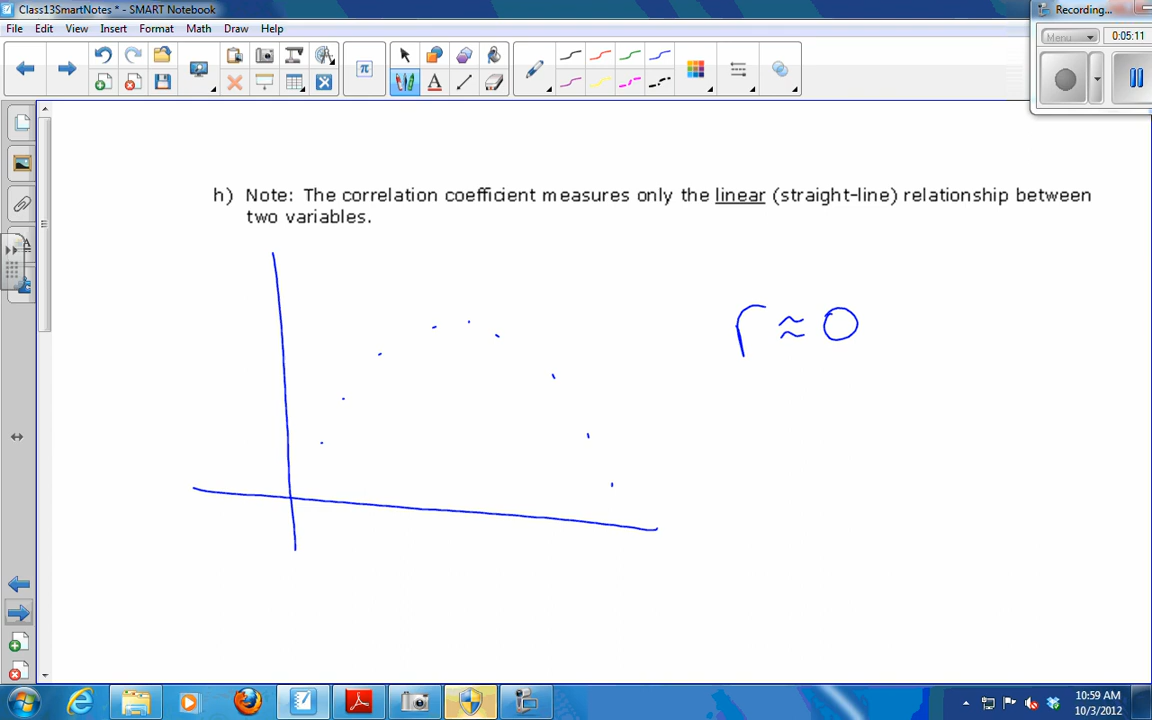 Class13SmartNotes * - SMART Notebook
Recording...
File Edit View Insert Format Math Draw Help
Menu
0:05:11
π
A
h) Note: The correlation coefficient measures only the linear (straight-line) relationship between
two variables.
r ≈ 0
10:59 AM
10/3/2012